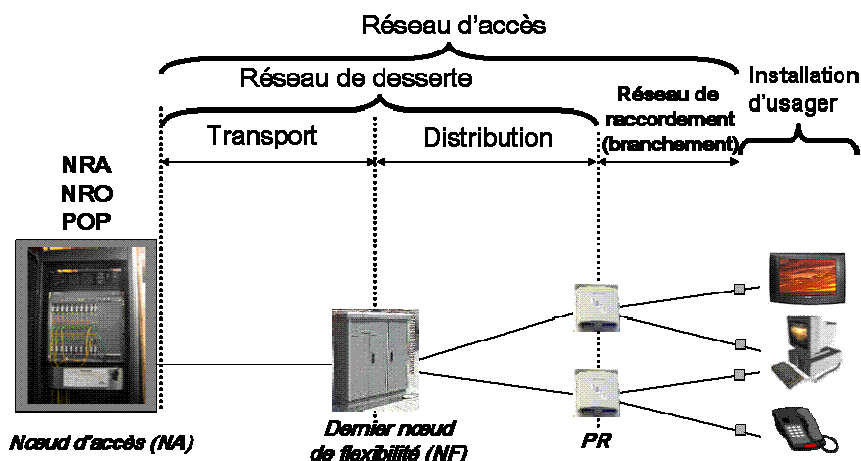 Réseau d'accès
Réseau de desserte
Installation
d'usager
Réseau de
raccordement
(branchement)
Transport
Distribution
NRA
NRO
POP
Nœud d'accès (NA)
Dernier nœud
de flexibilité (NF)
PR